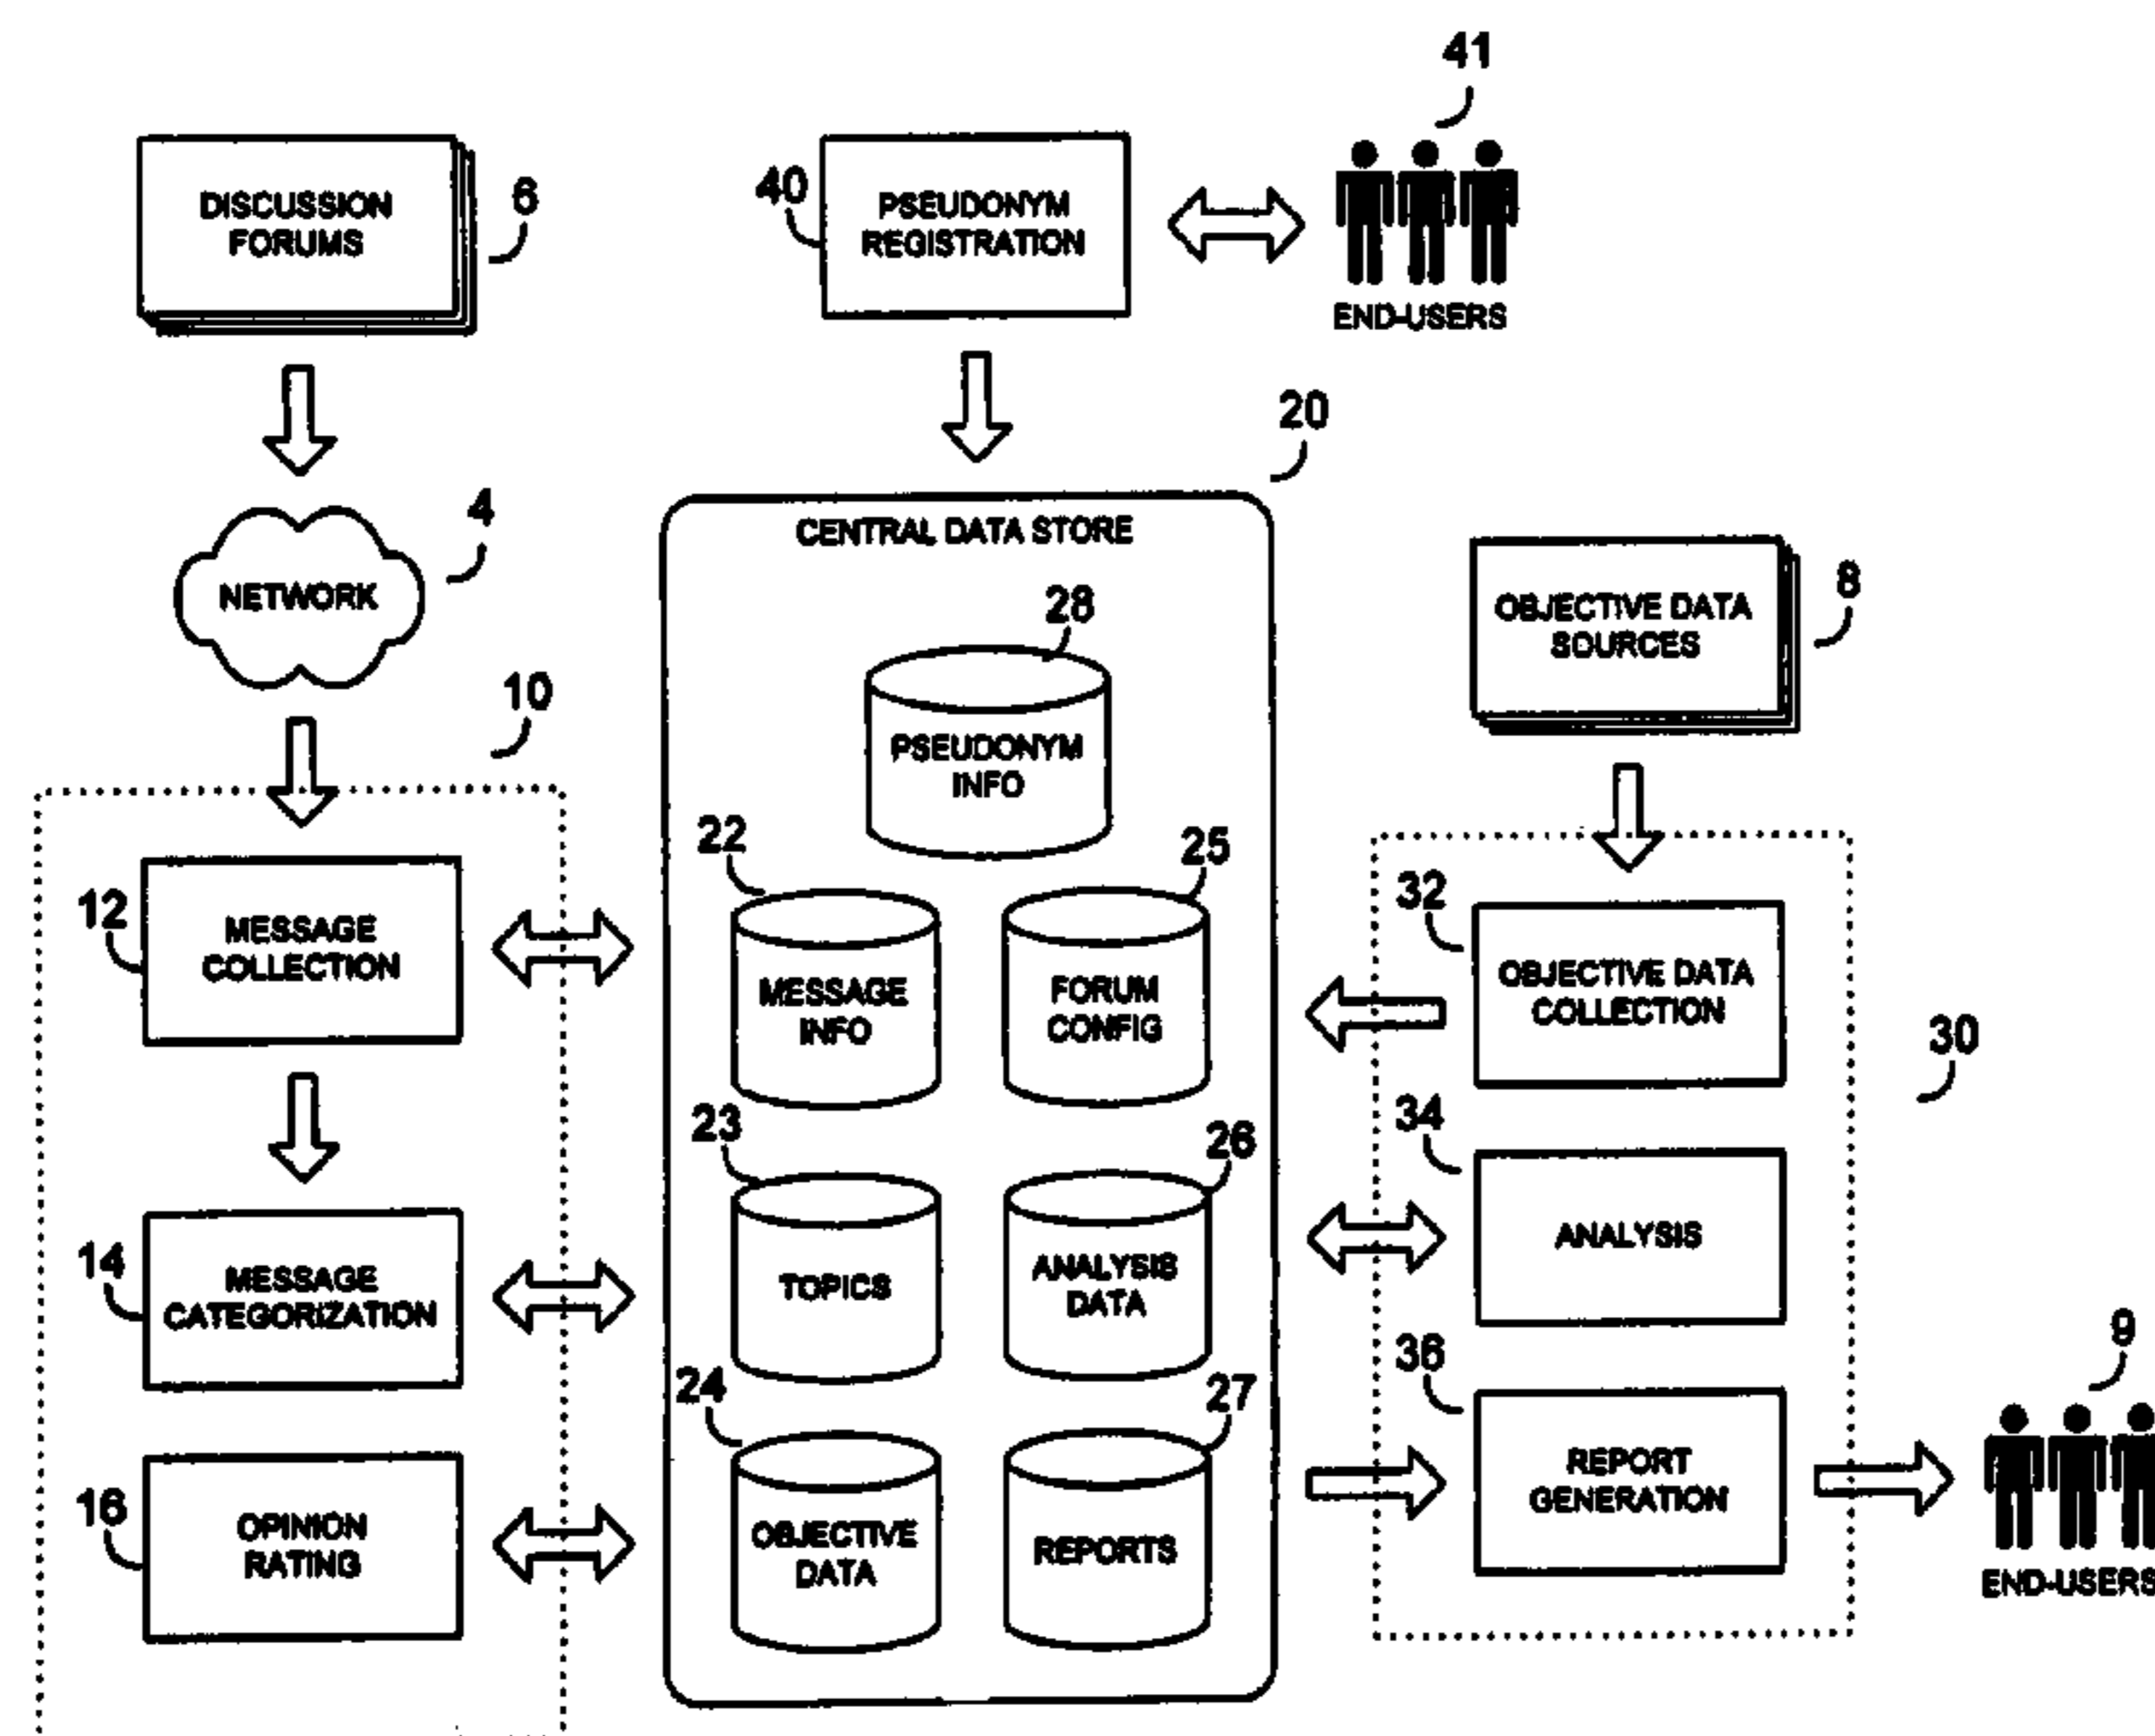 41
DISCUSSION
FORUMS
6
40
PSEUDONYM
REGISTRATION
END-USERS
20
4
NETWORK
CENTRAL DATA STORE
28
PSEUDONYM
INFO
OBJECTIVE DATA
SOURCES
8
10
22
25
12
MESSAGE
COLLECTION
MESSAGE
INFO
FORUM
CONFIG
32
OBJECTIVE DATA
COLLECTION
30
23
26
34
14
MESSAGE
CATEGORIZATION
TOPICS
ANALYSIS
DATA
ANALYSIS
24
27
36
9
16
OPINION
RATING
OBJECTIVE
DATA
REPORTS
REPORT
GENERATION
END-USERS